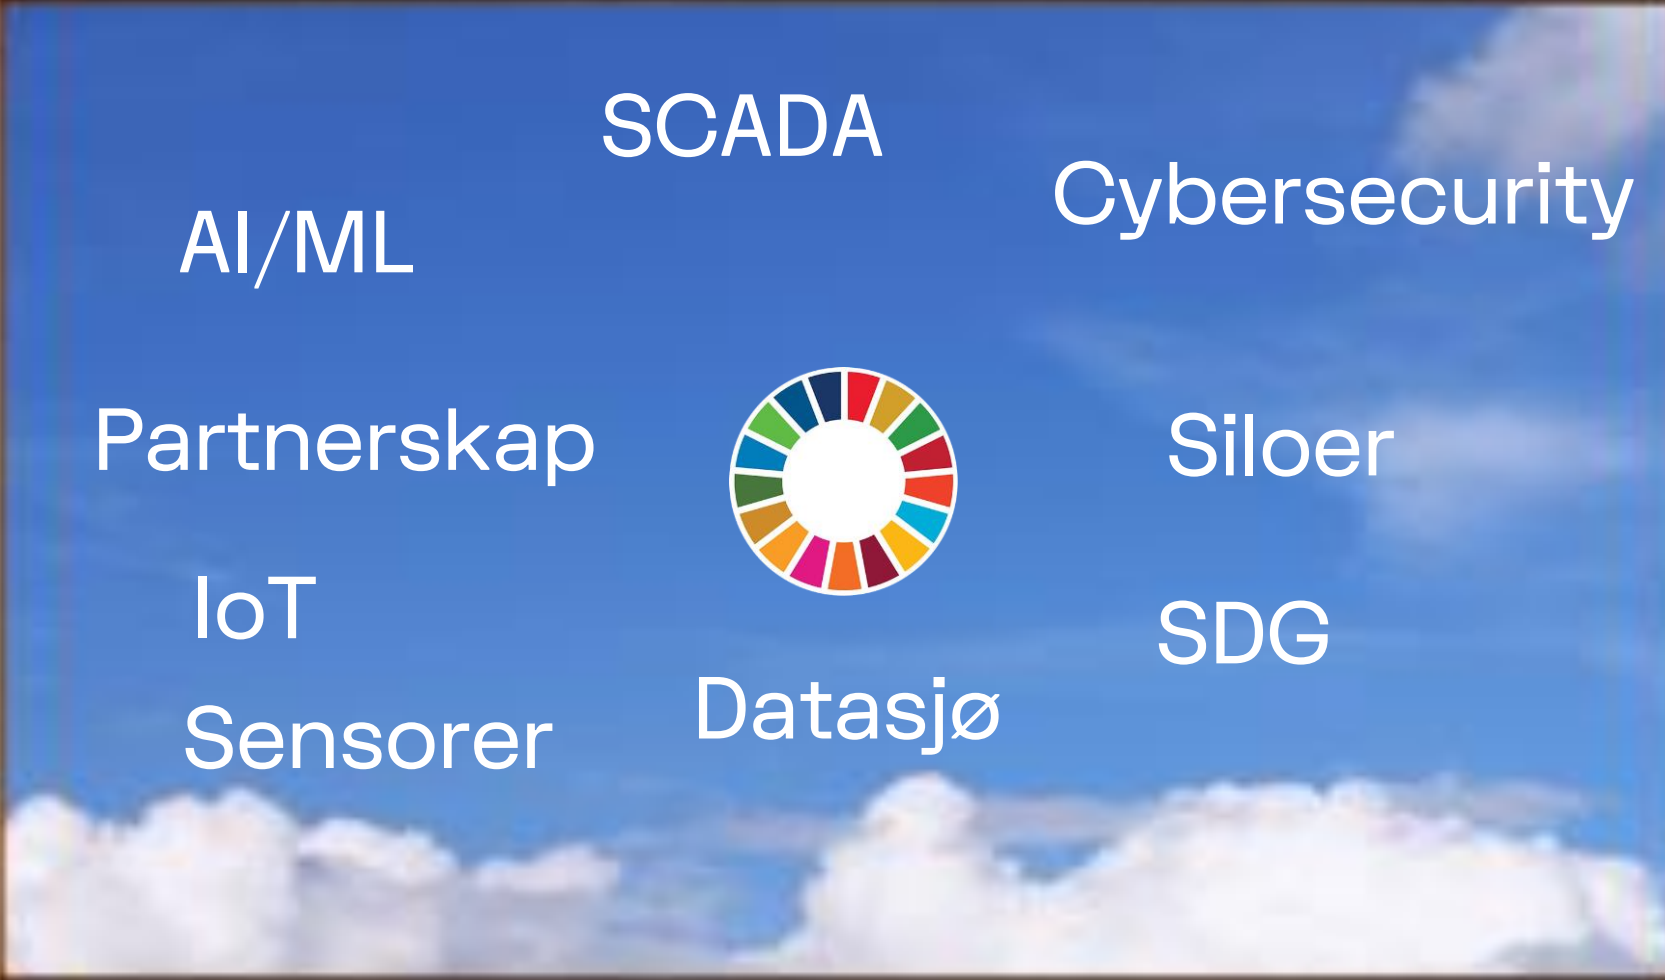 SCADA
Cybersecurity
AI/ML
Partnerskap
Siloer
IoT
SDG
Sensorer
Datasjø